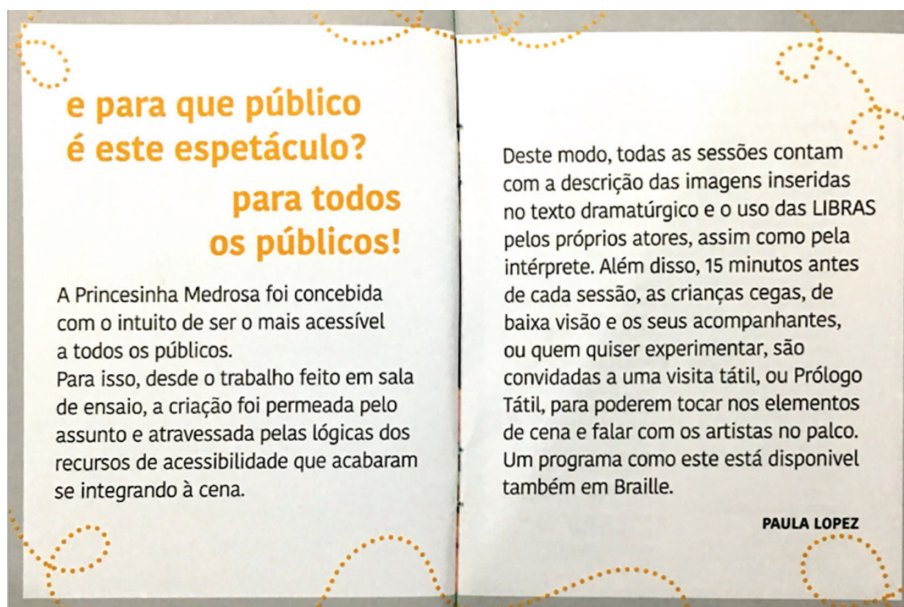 e para que público
é este espetáculo?
para todos
os públicos!
A Princesinha Medrosa foi concebida
com o intuito de ser o mais acessível
a todos os públicos.
Para isso, desde o trabalho feito em sala
de ensaio, a criação foi permeada pelo
assunto e atravessada pelas lógicas dos
recursos de acessibilidade que acabaram
se integrando à cena.
Deste modo, todas as sessões contam
com a descrição das imagens inseridas
no texto dramatúrgico e o uso das LIBRAS
pelos próprios atores, assim como pela
intérprete. Além disso, 15 minutos antes
de cada sessão, as crianças cegas, de
baixa visão e os seus acompanhantes,
ou quem quiser experimentar, são
convidadas a uma visita tátil, ou Prólogo
Tátil, para poderem tocar nos elementos
de cena e falar com os artistas no palco.
Um programa como este está disponivel
também em Braille.
PAULA LOPEZ